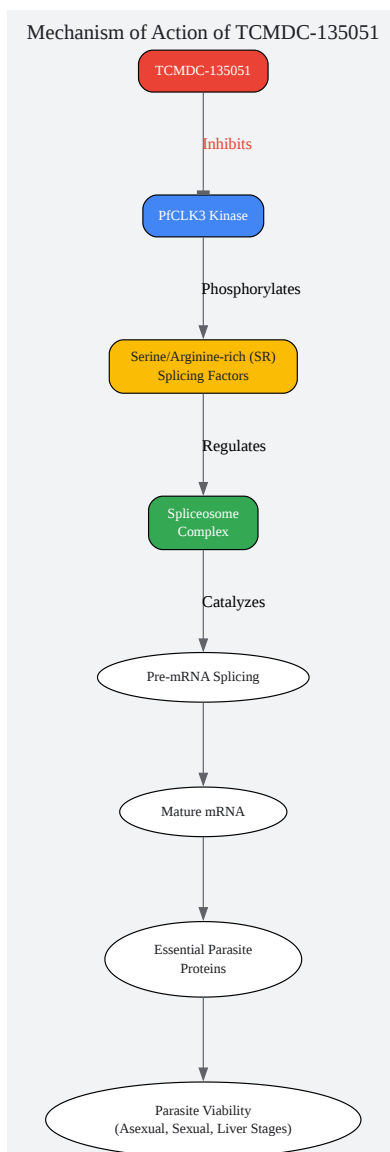 Mechanism of Action of TCMDC-135051
TCMDC-135051
Inhibits
PfCLK3 Kinase
Phosphorylates
Serine/Arginine-rich (SR)
Splicing Factors
Regulates
Spliceosome
Complex
Catalyzes
Pre-mRNA Splicing
Mature mRNA
Essential Parasite
Proteins
Parasite Viability
(Asexual, Sexual, Liver Stages)